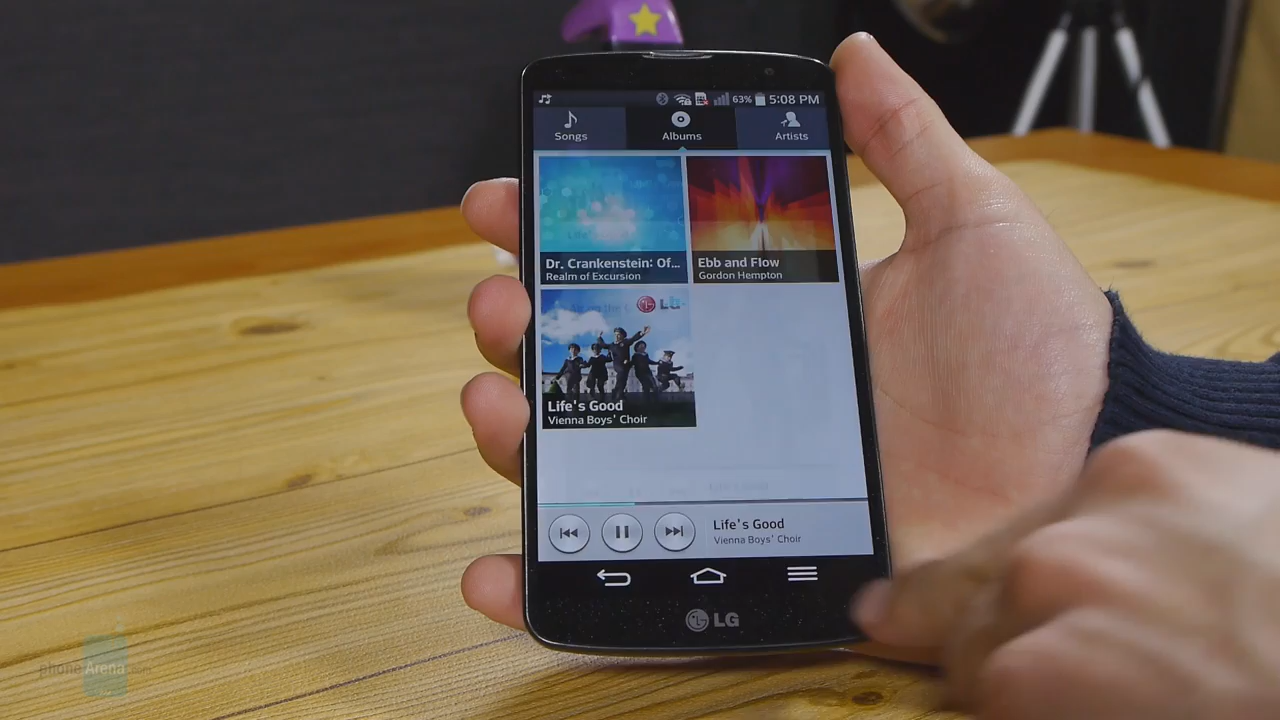 63% 5:08 PM
Songs
Albums
Artists
Dr. Crankenstein: Of...
Realm of Excursion
Ebb and Flow
Gordon Hempton
LG
Life's Good
Vienna Boys' Choir
Life's Good
Vienna Boys' Choir
LG
phoneArena